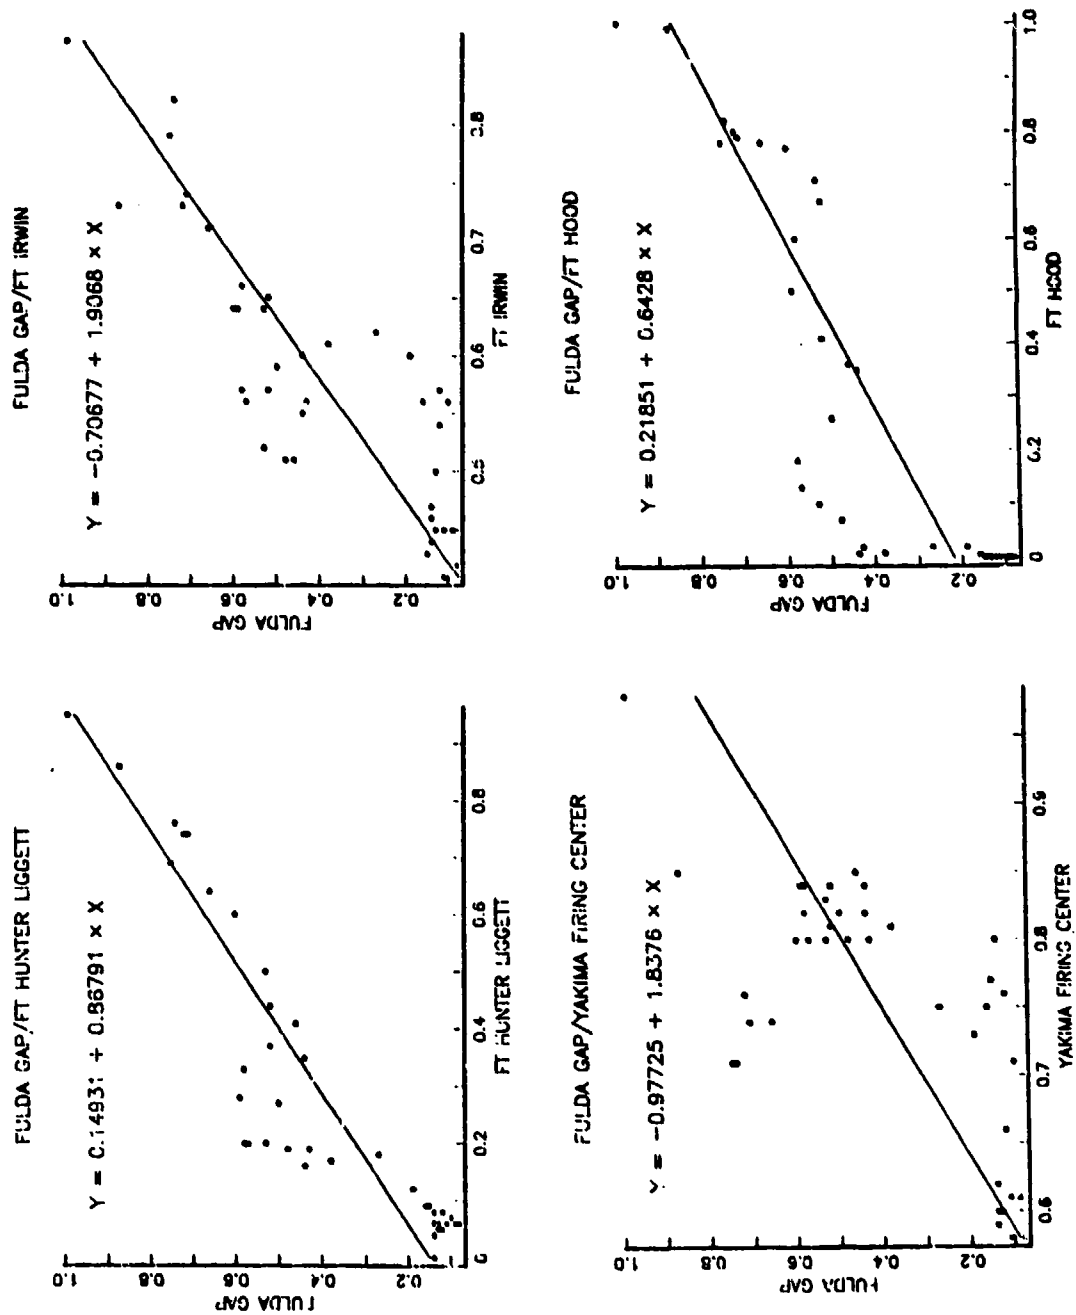 FULDA GAP/FT HUNTER LIGGETT
Y = 0.14931 + 0.86791 × X
1.0
0.8
0.6
0.4
0.2
FULDA GAP
0
0.2
0.4
0.6
0.8
FT HUNTER LIGGETT
FULDA GAP/FT IRWIN
Y = -0.70677 + 1.9068 × X
1.0
0.8
0.6
0.4
0.2
FULDA GAP
0.5
0.6
0.7
0.8
FT IRWIN
FULDA GAP/YAKIMA FIRING CENTER
Y = -0.97725 + 1.8376 × X
1.0
0.8
0.6
0.4
0.2
FULDA GAP
0.6
0.7
0.8
0.9
YAKIMA FIRING CENTER
FULDA GAP/FT HOOD
Y = 0.21851 + 0.6428 × X
1.0
0.8
0.6
0.4
0.2
FULDA GAP
0
0.2
0.4
0.6
0.8
1.0
FT HOOD